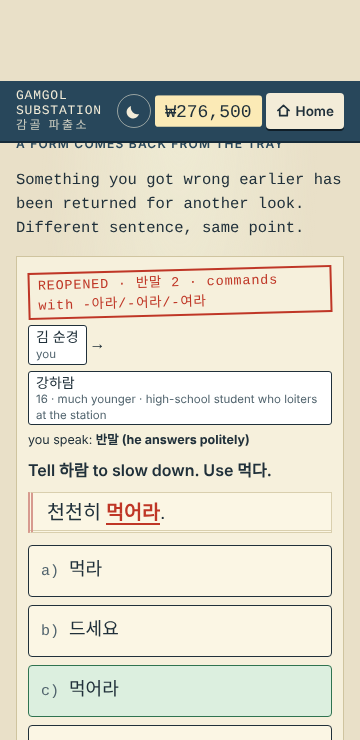 GAMGOL
SUBSTATION
감골 파출소
₩276,500
Home
A FORM COMES BACK FROM THE TRAY
Something you got wrong earlier has
been returned for another look.
Different sentence, same point.
REOPENED · 반말 2 · commands
with -아라/-어라/-여라
김 순경
you
→
강하람
16 · much younger · high-school student who loiters
at the station
you speak: 반말 (he answers politely)
Tell 하람 to slow down. Use 먹다.
천천히 먹어라.
a) 먹라
b) 드세요
c) 먹어라